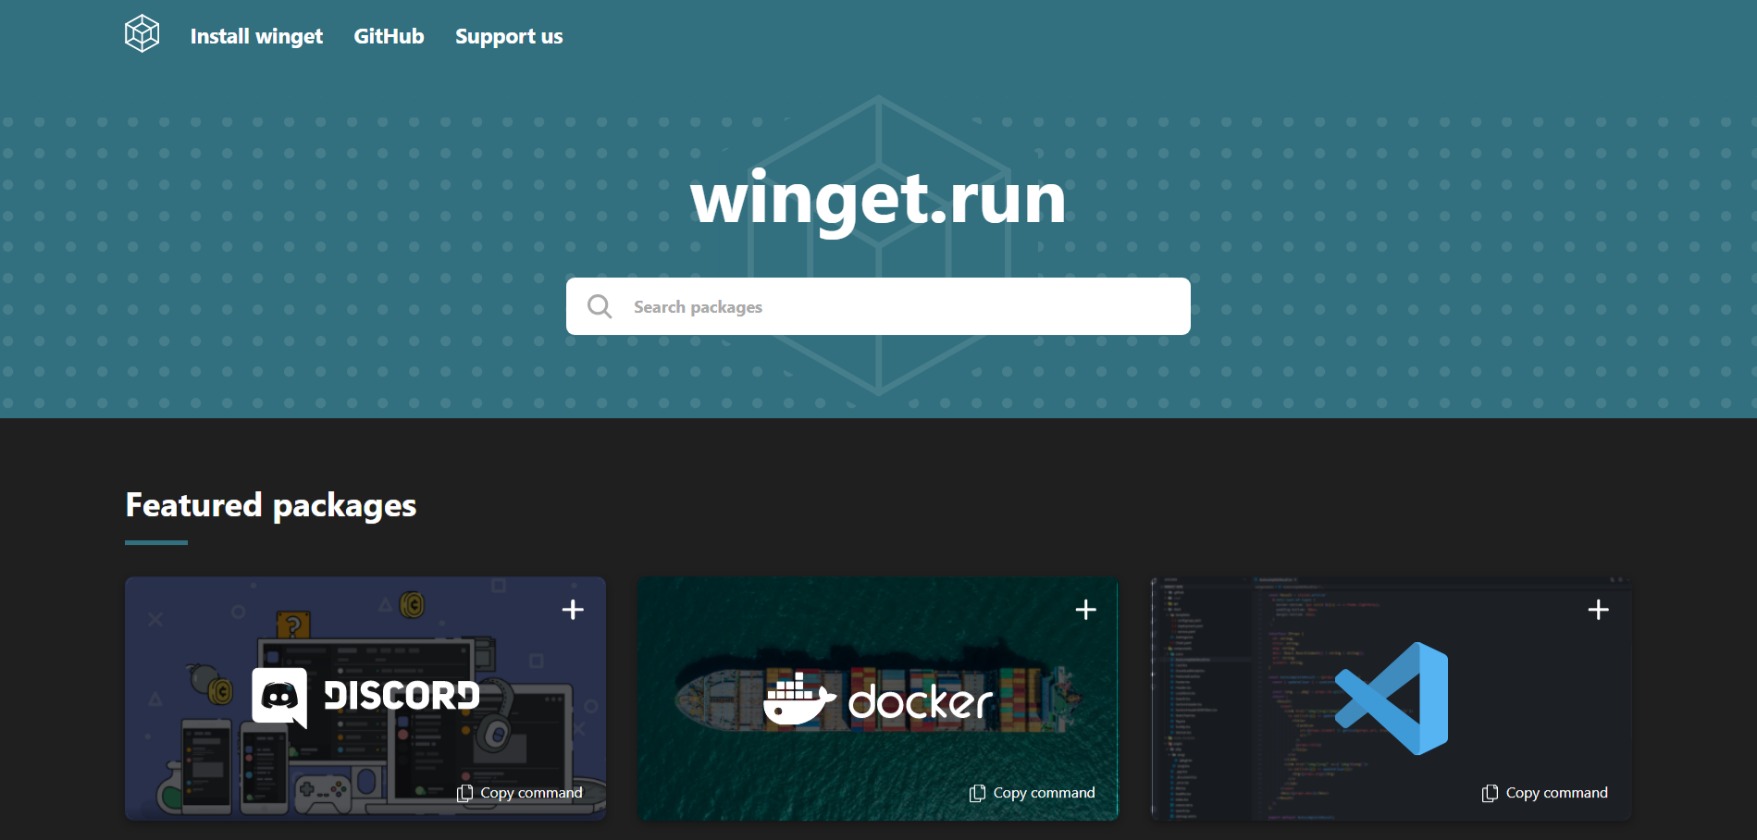 Install winget GitHub Support us
winget.run
Search packages
Featured packages
DISCORD
docker
Copy command
Copy command
Copy command